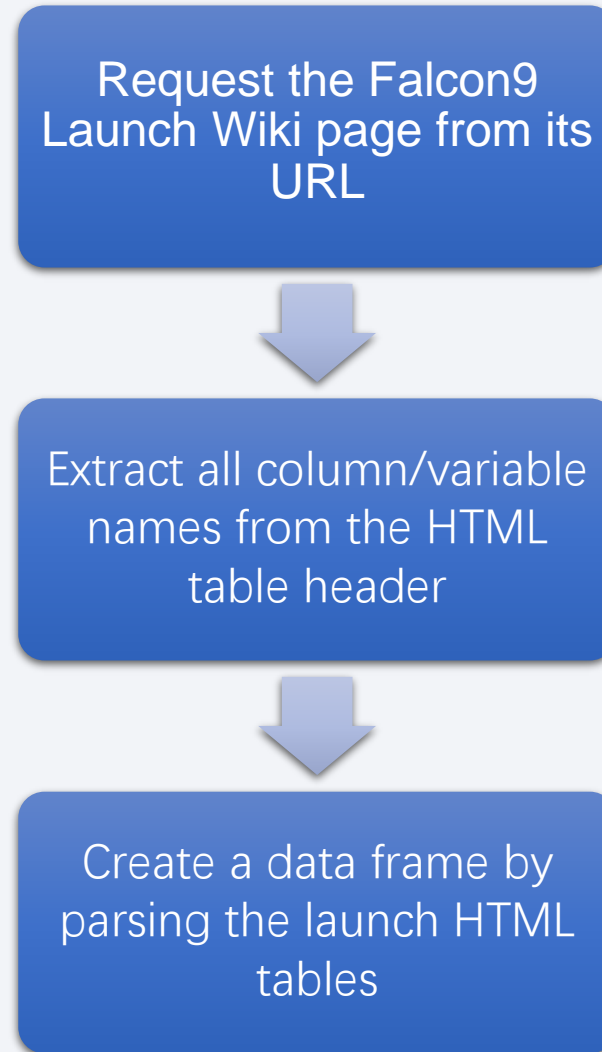 Request the Falcon9
Launch Wiki page from its
URL
Extract all column/variable
names from the HTML
table header
Create a data frame by
parsing the launch HTML
tables